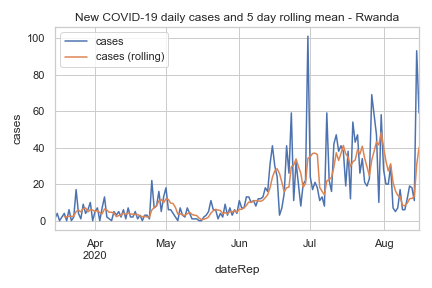 New COVID-19 daily cases and 5 day rolling mean - Rwanda
cases
cases (rolling)
100
80
60
40
20
0
cases
Apr
2020
May
Jun
Jul
Aug
dateRep